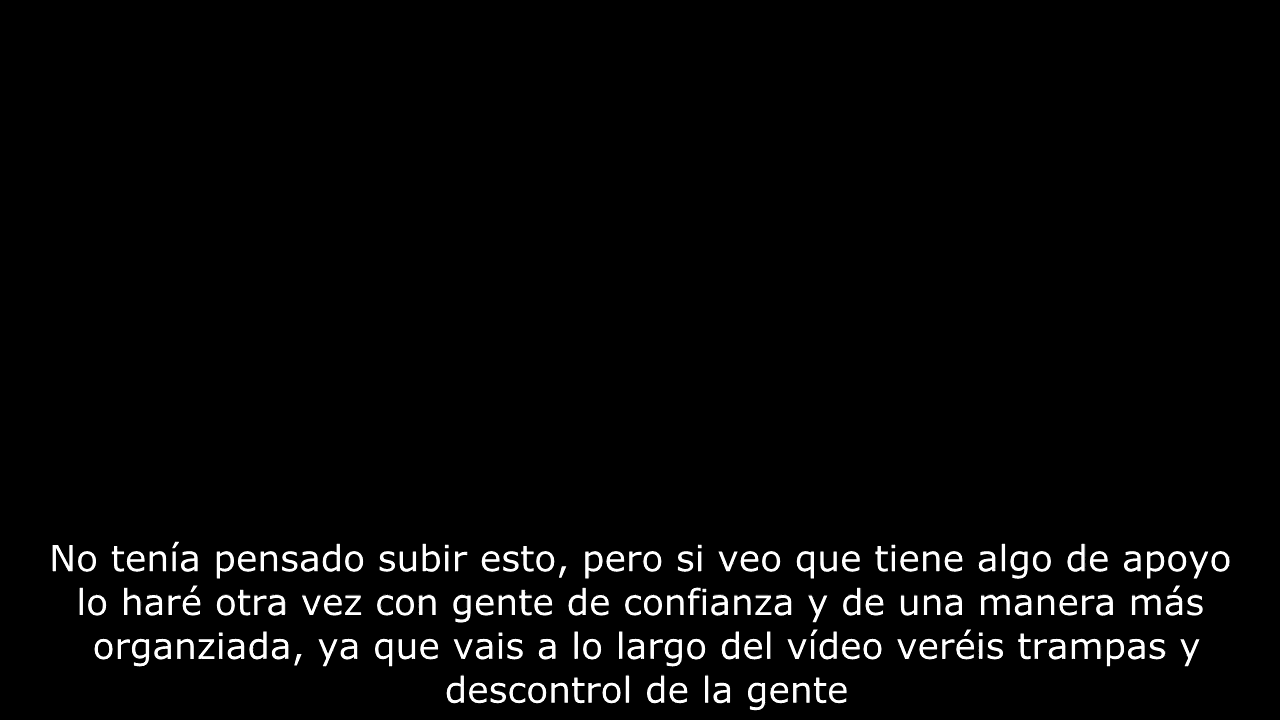 No tenía pensado subir esto, pero si veo que tiene algo de apoyo
lo haré otra vez con gente de confianza y de una manera más
organziada, ya que vais a lo largo del vídeo veréis trampas y
descontrol de la gente